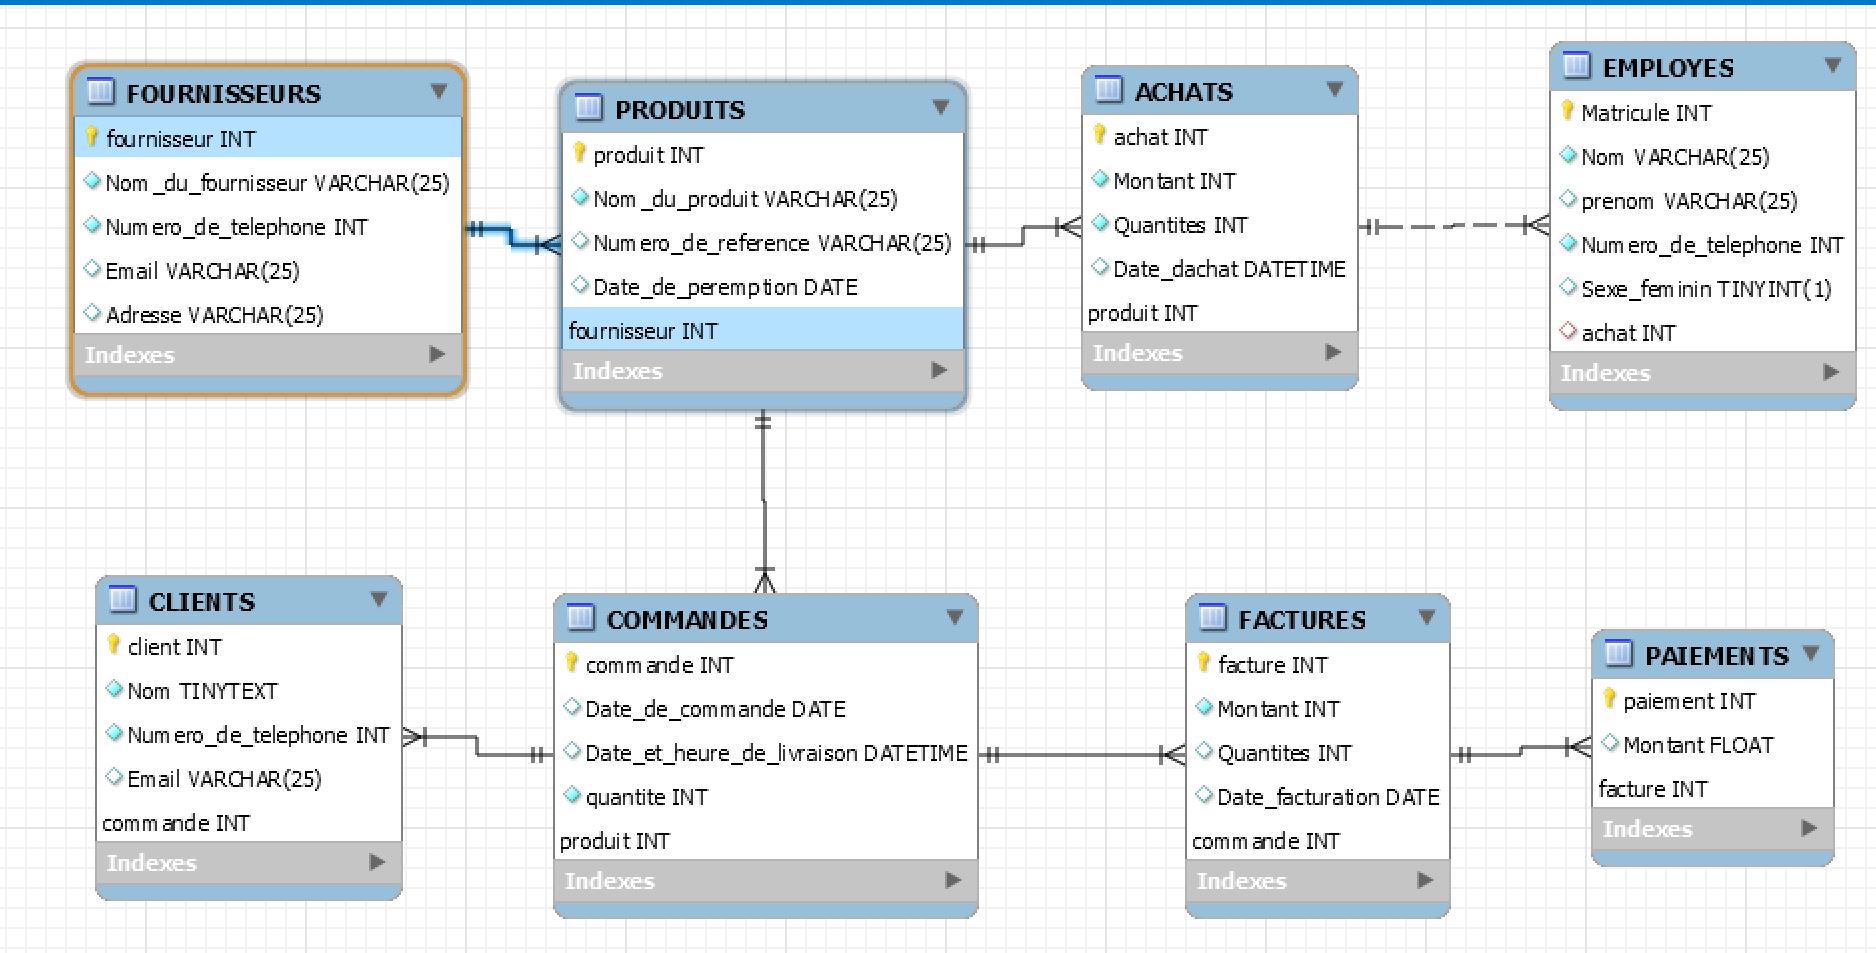 FOURNISSEURS
fournisseur INT
Nom_du_fournisseur VARCHAR(25)
Numero_de_telephone INT
Email VARCHAR(25)
Adresse VARCHAR(25)
Indexes
PRODUITS
produit INT
Nom_du_produit VARCHAR(25)
Numero_de_reference VARCHAR(25)
Date_de_peremption DATE
fournisseur INT
Indexes
ACHATS
achat INT
Montant INT
Quantites INT
Date_dachat DATETIME
produit INT
Indexes
EMPLOYES
Matricule INT
Nom VARCHAR(25)
prenom VARCHAR(25)
Numero_de_telephone INT
Sexe_feminin TINYINT(1)
achat INT
Indexes
CLIENTS
client INT
Nom TINYTEXT
Numero_de_telephone INT
Email VARCHAR(25)
commande INT
Indexes
COMMANDES
commande INT
Date_de_commande DATE
Date_et_heure_de_livraison DATETIME
quantite INT
produit INT
Indexes
FACTURES
facture INT
Montant INT
Quantites INT
Date_facturation DATE
commande INT
Indexes
PAIEMENTS
paiement INT
Montant FLOAT
facture INT
Indexes